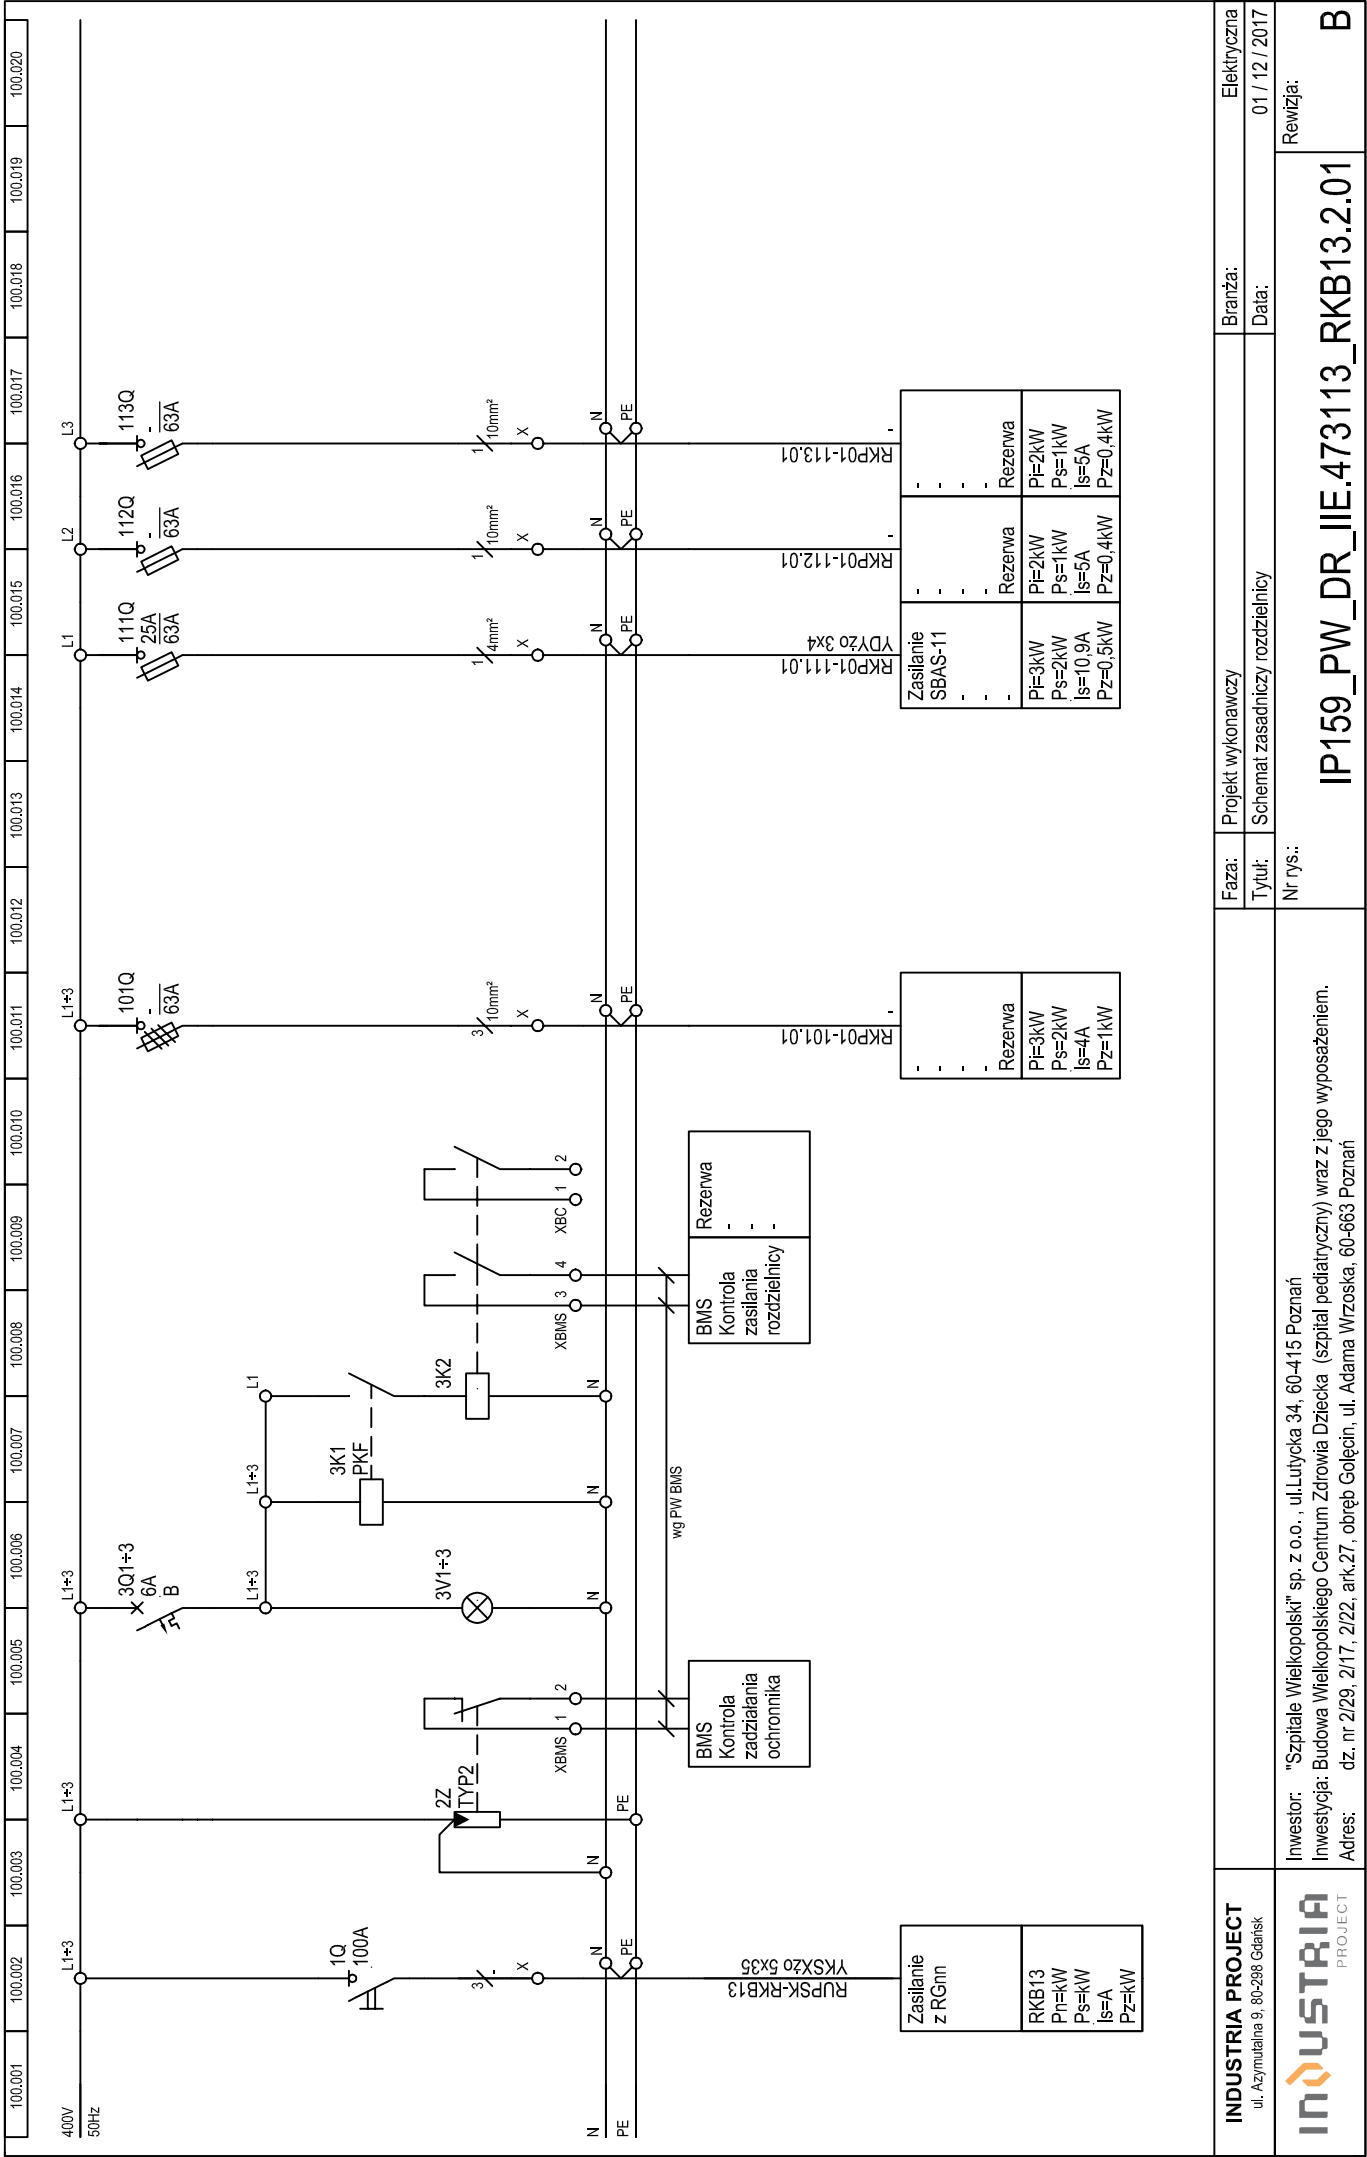 100.001
100.002
100.003
100.004
100.005
100.006
100.007
100.008
100.009
100.010
100.011
100.012
100.013
100.014
100.015
100.016
100.017
100.018
100.019
100.020
400V
50Hz
L1÷3
L1÷3
L1÷3
L1÷3
L1
L2
L3
1Q
100A
3
-
X
N
PE
N
PE
RUPSK-RKB13
YKSXżo 5x35
Zasilanie
z RGnn
RKB13
Pn=kW
Ps=kW
Is=A
Pz=kW
2Z
TYP2
N
PE
XBMS 1 2
BMS
Kontrola
zadziałania
ochronnika
3Q1÷3
6A
B
L1÷3
L1÷3
L1
3V1÷3
N
3K1
PKF
N
3K2
N
wg PW BMS
XBMS 3 4
BMS
Kontrola
zasilania
rozdzielnicy
XBC 1 2
Rezerwa
-
-
-
101Q
-
63A
3 10mm²
X
N
PE
RKP01-101.01
-
-
-
-
- Rezerwa
Pi=3kW
Ps=2kW
Is=4A
Pz=1kW
111Q
25A
63A
1 4mm²
X
N
PE
RKP01-111.01
YDYżo 3x4
Zasilanie
SBAS-11
-
-
-
Pi=3kW
Ps=2kW
Is=10,9A
Pz=0,5kW
112Q
-
63A
1 10mm²
X
N
PE
RKP01-112.01
-
-
-
-
- Rezerwa
Pi=2kW
Ps=1kW
Is=5A
Pz=0,4kW
113Q
-
63A
1 10mm²
X
N
PE
RKP01-113.01
-
-
-
-
- Rezerwa
Pi=2kW
Ps=1kW
Is=5A
Pz=0,4kW
INDUSTRIA PROJECT
ul. Azymutalna 9, 80-298 Gdańsk
INDUSTRIA
PROJECT
Inwestor: "Szpitale Wielkopolski" sp. z o.o. , ul.Lutycka 34, 60-415 Poznań
Inwestycja: Budowa Wielkopolskiego Centrum Zdrowia Dziecka (szpital pediatryczny) wraz z jego wyposażeniem.
Adres: dz. nr 2/29, 2/17, 2/22, ark.27, obręb Golęcin, ul. Adama Wrzoska, 60-663 Poznań
Faza: Projekt wykonawczy
Branża: Elektryczna
Tytuł: Schemat zasadniczy rozdzielnicy
Data: 01 / 12 / 2017
Nr rys.: IP159_PW_DR_IIE.473113_RKB13.2.01
Rewizja: B